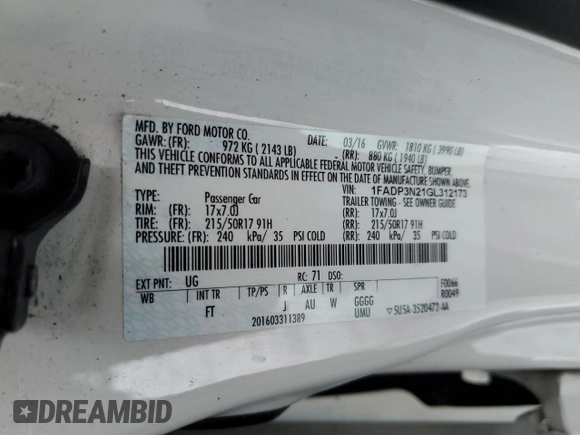 MFD. BY FORD MOTOR CO. DATE: 03/16 GVWR: 1810 KG ( 3990 LB)
GAWR: (FR): 972 KG ( 2143 LB) (RR): 880 KG ( 1940 LB)
THIS VEHICLE CONFORMS TO ALL APPLICABLE FEDERAL MOTOR VEHICLE SAFETY, BUMPER,
AND THEFT PREVENTION STANDARDS IN EFFECT ON THE DATE OF MANUFACTURE SHOWN ABOVE.
VIN: 1FADP3N21GL312173
TYPE: Passenger Car TRAILER TOWING - SEE OWNER GUIDE
RIM: (FR): 17x7.0J (RR): 17x7.0J
TIRE: (FR): 215/50R17 91H (RR): 215/50R17 91H
PRESSURE: (FR): 240 kPa/ 35 PSI COLD (RR): 240 kPa/ 35 PSI COLD
EXT PNT: UG RC: 71 DSO: F0066
WB INT TR TP/PS R AXLE TR SPR R0049
FT J AU W GGGG
UMU
201603311389 5U5A-3520472-AA
DREAMBID